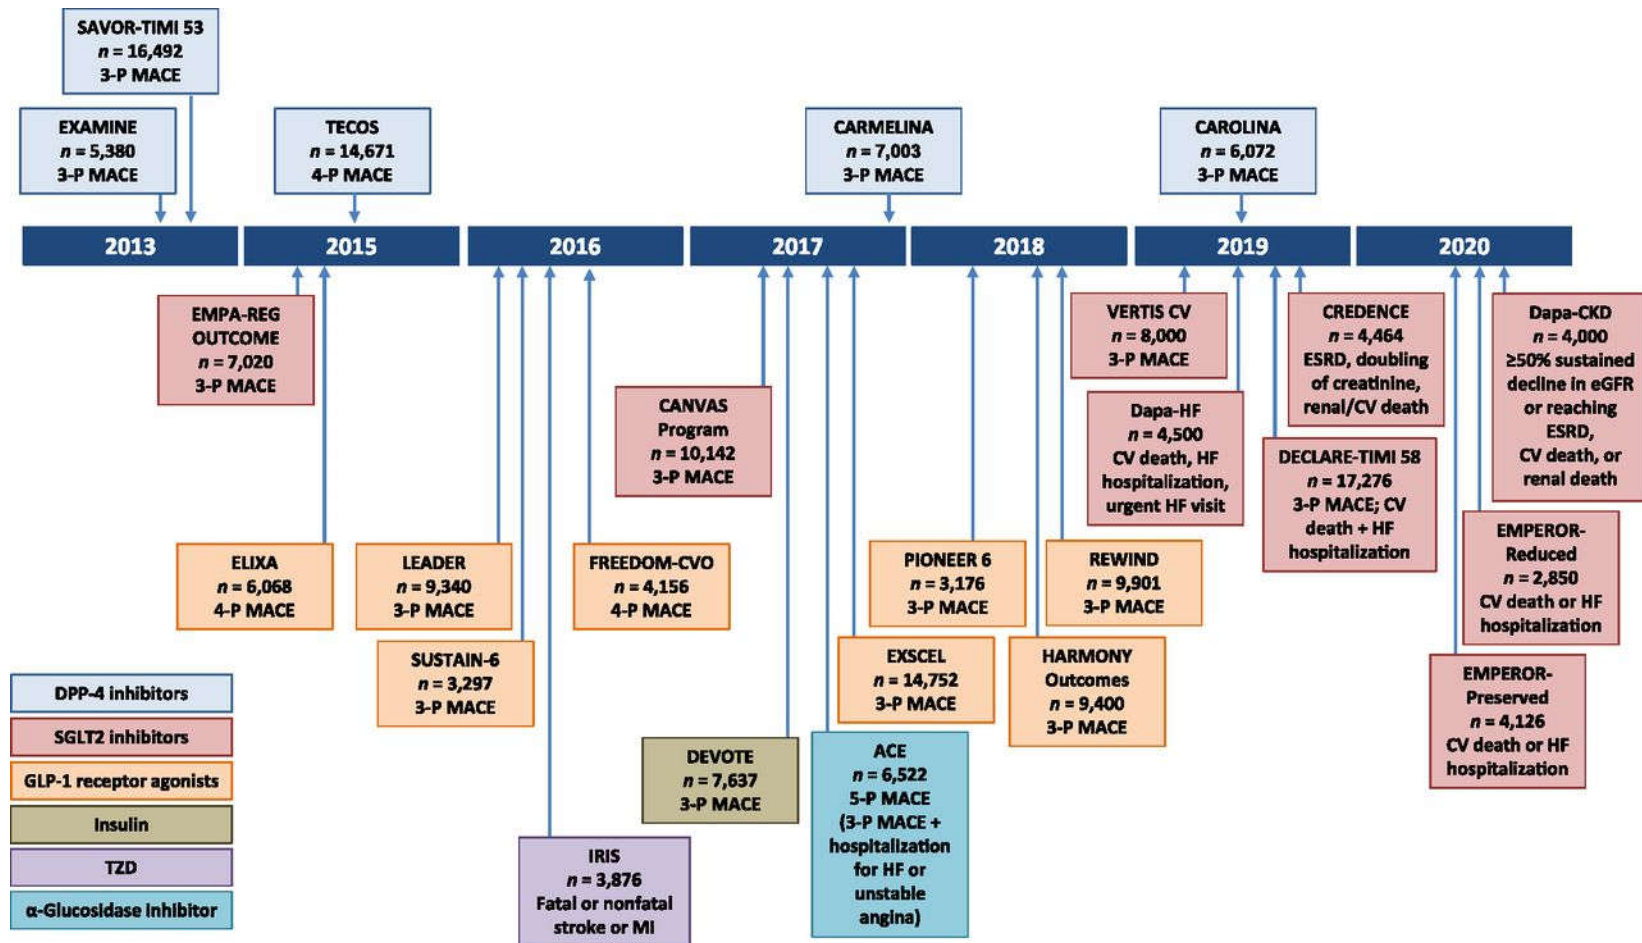 SAVOR-TIMI 53
n = 16,492
3-P MACE
EXAMINE
n = 5,380
3-P MACE
TECOS
n = 14,671
4-P MACE
CARMELINA
n = 7,003
3-P MACE
CAROLINA
n = 6,072
3-P MACE
2013
2015
2016
2017
2018
2019
2020
EMPA-REG
OUTCOME
n = 7,020
3-P MACE
CANVAS
Program
n = 10,142
3-P MACE
VERTIS CV
n = 8,000
3-P MACE
CREDENCE
n = 4,464
ESRD, doubling
of creatinine,
renal/CV death
Dapa-CKD
n = 4,000
≥50% sustained
decline in eGFR
or reaching
ESRD,
CV death, or
renal death
Dapa-HF
n = 4,500
CV death, HF
hospitalization,
urgent HF visit
DECLARE-TIMI 58
n = 17,276
3-P MACE; CV
death + HF
hospitalization
EMPEROR-
Reduced
n = 2,850
CV death or HF
hospitalization
EMPEROR-
Preserved
n = 4,126
CV death or HF
hospitalization
ELIXA
n = 6,068
4-P MACE
LEADER
n = 9,340
3-P MACE
FREEDOM-CVO
n = 4,156
4-P MACE
PIONEER 6
n = 3,176
3-P MACE
REWIND
n = 9,901
3-P MACE
SUSTAIN-6
n = 3,297
3-P MACE
EXSCEL
n = 14,752
3-P MACE
HARMONY
Outcomes
n = 9,400
3-P MACE
DEVOTE
n = 7,637
3-P MACE
ACE
n = 6,522
5-P MACE
(3-P MACE +
hospitalization
for HF or
unstable
angina)
IRIS
n = 3,876
Fatal or nonfatal
stroke or MI
DPP-4 inhibitors
SGLT2 inhibitors
GLP-1 receptor agonists
Insulin
TZD
α-Glucosidase inhibitor